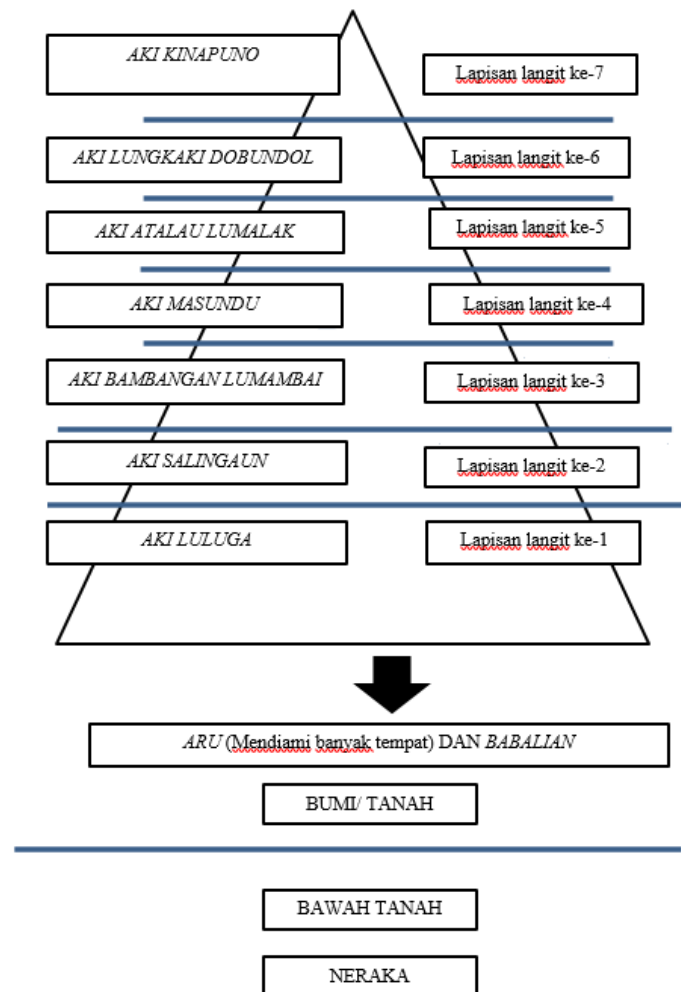 AKI KINAPUNO
Lapisan langit ke-7
AKI LUNGKAKI DOBUNDOL
Lapisan langit ke-6
AKI ATALAU LUMALAK
Lapisan langit ke-5
AKI MASUNDU
Lapisan langit ke-4
AKI BAMBANGAN LUMAMBAI
Lapisan langit ke-3
AKI SALINGAUN
Lapisan langit ke-2
AKI LULUGA
Lapisan langit ke-1
ARU (Mendiami banyak tempat) DAN BABALIAN
BUMI/ TANAH
BAWAH TANAH
NERAKA